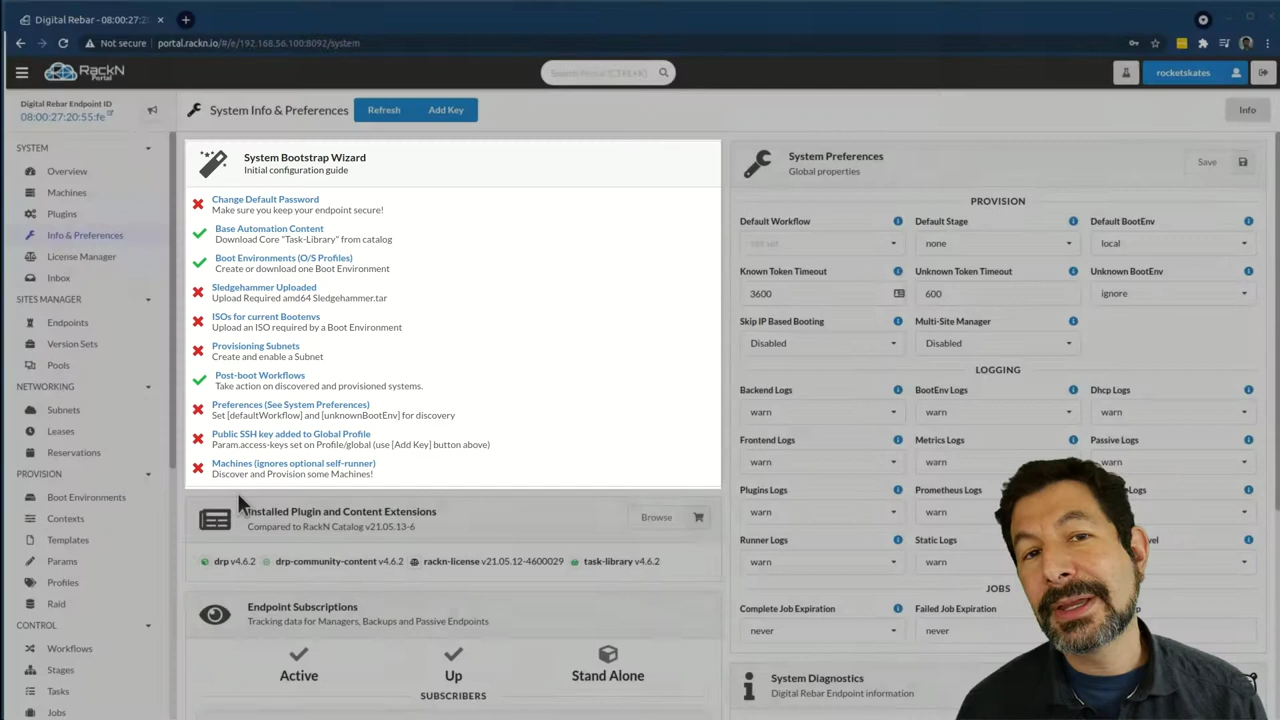 Digital Rebar - 08:00:27:2
Not secure
portal.rackn.io/#/e/192.168.56.100:8092/system
RackN
Portal
rocketskates
Digital Rebar Endpoint ID
08:00:27:20:55:fe
System Info & Preferences
Refresh
Add Key
Info
SYSTEM
Overview
Machines
Plugins
Info & Preferences
License Manager
Inbox
SITES MANAGER
Endpoints
Version Sets
Pools
NETWORKING
Subnets
Leases
Reservations
PROVISION
Boot Environments
Contexts
Templates
Params
Profiles
Raid
CONTROL
Workflows
Stages
Tasks
Jobs
System Bootstrap Wizard
Initial configuration guide
Change Default Password
Make sure you keep your endpoint secure!
Base Automation Content
Download Core "Task-Library" from catalog
Boot Environments (O/S Profiles)
Create or download one Boot Environment
Sledgehammer Uploaded
Upload Required amd64 Sledgehammer.tar
ISOs for current Bootenvs
Upload an ISO required by a Boot Environment
Provisioning Subnets
Create and enable a Subnet
Post-boot Workflows
Take action on discovered and provisioned systems.
Preferences (See System Preferences)
Set [defaultWorkflow] and [unknownBootEnv] for discovery
Public SSH key added to Global Profile
Param.access-keys set on Profile/global (use [Add Key] button above)
Machines (ignores optional self-runner)
Discover and Provision some Machines!
Installed Plugin and Content Extensions
Compared to RackN Catalog v21.05.13-6
Browse
drp v4.6.2 drp-community-content v4.6.2 rackn-license v21.05.12-4600029 task-library v4.6.2
Endpoint Subscriptions
Tracking data for Managers, Backups and Passive Endpoints
Active
Up
Stand Alone
SUBSCRIBERS
System Preferences
Global properties
Save
PROVISION
Default Workflow
Default Stage
Default BootEnv
not set
none
local
Known Token Timeout
Unknown Token Timeout
Unknown BootEnv
3600
600
ignore
Skip IP Based Booting
Multi-Site Manager
Disabled
Disabled
LOGGING
Backend Logs
BootEnv Logs
Dhcp Logs
warn
warn
warn
Frontend Logs
Metrics Logs
Passive Logs
warn
warn
warn
Plugins Logs
Prometheus Logs
Logs
warn
warn
Runner Logs
Static Logs
warn
warn
JOBS
Complete Job Expiration
Failed Job Expiration
never
never
System Diagnostics
Digital Rebar Endpoint information